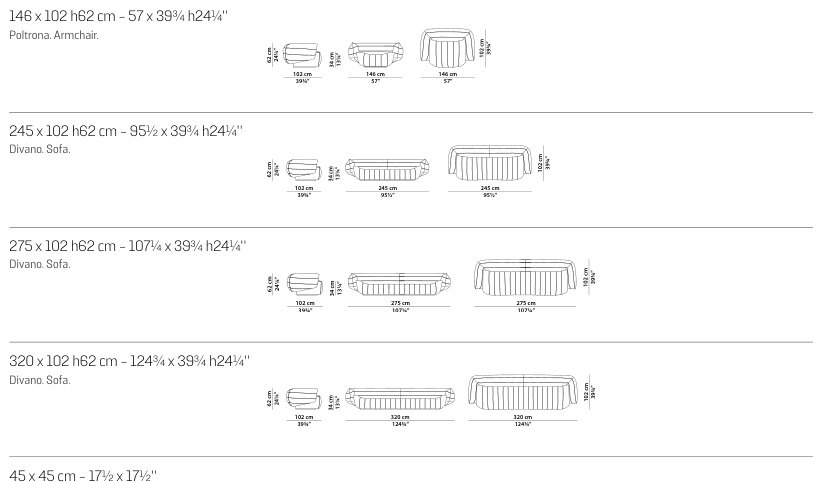 146 x 102 h62 cm – 57 x 39¾ h24¼"
Poltrona. Armchair.
62 cm
24¼"
102 cm
39¾"
34 cm
13¼"
146 cm
57"
146 cm
57"
102 cm
39¾"
245 x 102 h62 cm – 95½ x 39¾ h24¼"
Divano. Sofa.
62 cm
24¼"
102 cm
39¾"
34 cm
13¼"
245 cm
95½"
245 cm
95½"
102 cm
39¾"
275 x 102 h62 cm – 107¼ x 39¾ h24¼"
Divano. Sofa.
62 cm
24¼"
102 cm
39¾"
34 cm
13¼"
275 cm
107¼"
275 cm
107¼"
102 cm
39¾"
320 x 102 h62 cm – 124¾ x 39¾ h24¼"
Divano. Sofa.
62 cm
24¼"
102 cm
39¾"
34 cm
13¼"
320 cm
124¾"
320 cm
124¾"
102 cm
39¾"
45 x 45 cm – 17½ x 17½"